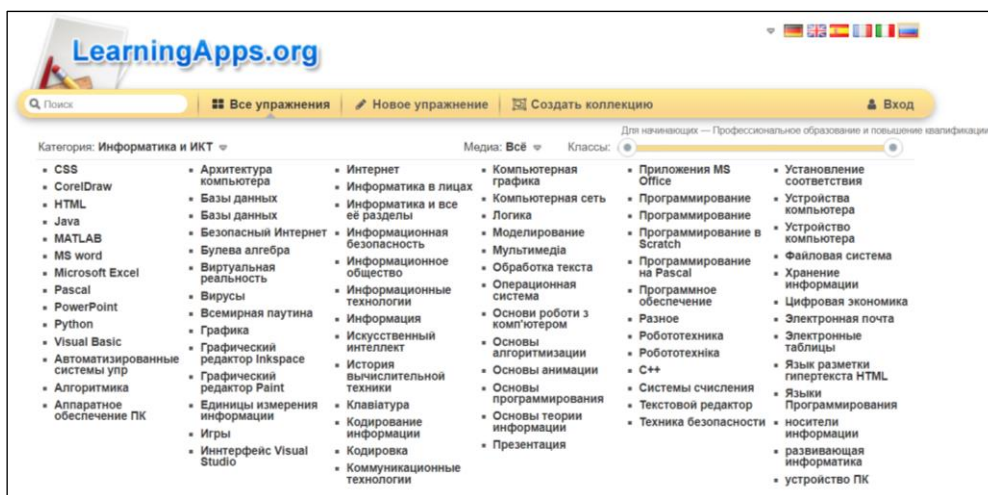 LearningApps.org
Поиск
Все упражнения
Новое упражнение
Создать коллекцию
Вход
Для начинающих — Профессиональное образование и повышение квалификации
Категория: Информатика и ИКТ
Медиа: Всё
Классы:
CSS
CorelDraw
HTML
Java
MATLAB
MS word
Microsoft Excel
Pascal
PowerPoint
Python
Visual Basic
Автоматизированные
системы упр
Алгоритмика
Аппаратное
обеспечение ПК
Архитектура
компьютера
Базы данных
Базы данных
Безопасный Интернет
Булева алгебра
Виртуальная
реальность
Вирусы
Всемирная паутина
Графика
Графический
редактор Inkspace
Графический
редактор Paint
Единицы измерения
информации
Игры
Иннтерфейс Visual
Studio
Интернет
Информатика в лицах
Информатика и все
её разделы
Информационная
безопасность
Информационное
общество
Информационные
технологии
Информация
Искусственный
интеллект
История
вычислительной
техники
Клавіатура
Кодирование
информации
Кодировка
Коммуникационные
технологии
Компьютерная
графика
Компьютерная сеть
Логика
Моделирование
Мультимедіа
Обработка текста
Операционная
система
Основи роботи з
комп'ютером
Основы
алгоритмизации
Основы анимации
Основы
программирования
Основы теории
информации
Презентация
Приложения MS
Office
Программирование
Программирование
Программирование в
Scratch
Программирование
на Pascal
Программное
обеспечение
Разное
Робототехника
Робототехніка
С++
Системы счисления
Текстовой редактор
Техника безопасности
Установление
соответствия
Устройства
компьютера
Устройство
компьютера
Файловая система
Хранение
информации
Цифровая экономика
Электронная почта
Электронные
таблицы
Язык разметки
гипертекста HTML
Языки
Программирования
носители
информации
развивающая
информатика
устройство ПК